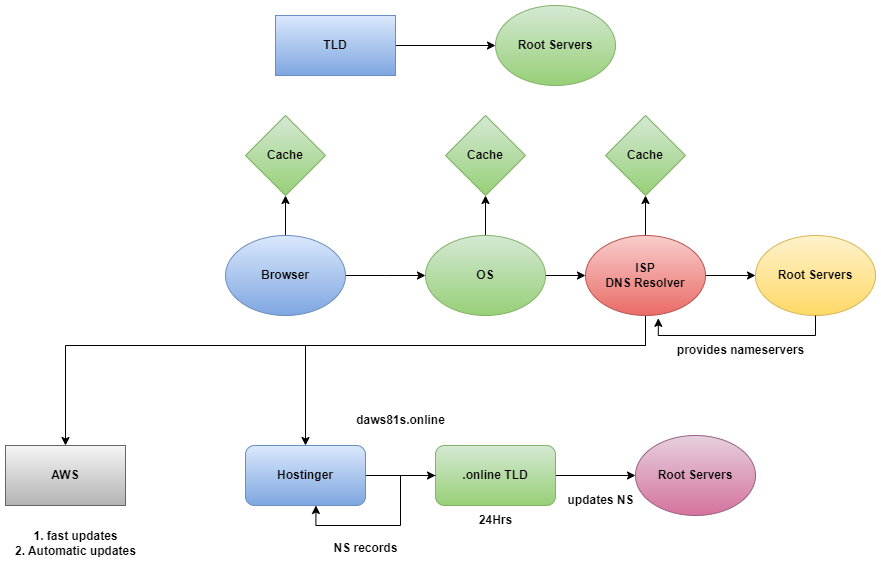 TLD
Root Servers
Cache
Cache
Cache
Browser
OS
ISP
DNS Resolver
Root Servers
provides nameservers
daws81s.online
AWS
Hostinger
.online TLD
Root Servers
updates NS
24Hrs
1. fast updates
2. Automatic updates
NS records